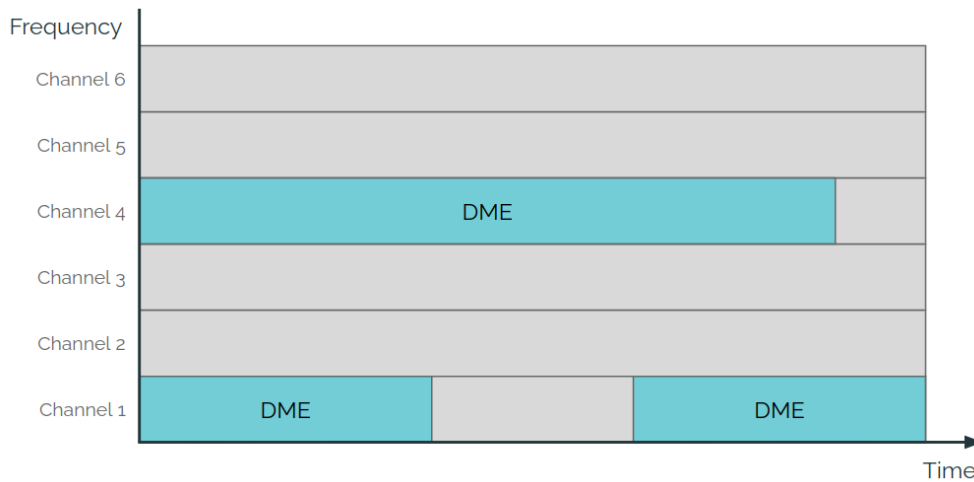 Frequency
Channel 6
Channel 5
Channel 4
DME
Channel 3
Channel 2
Channel 1
DME
DME
Time